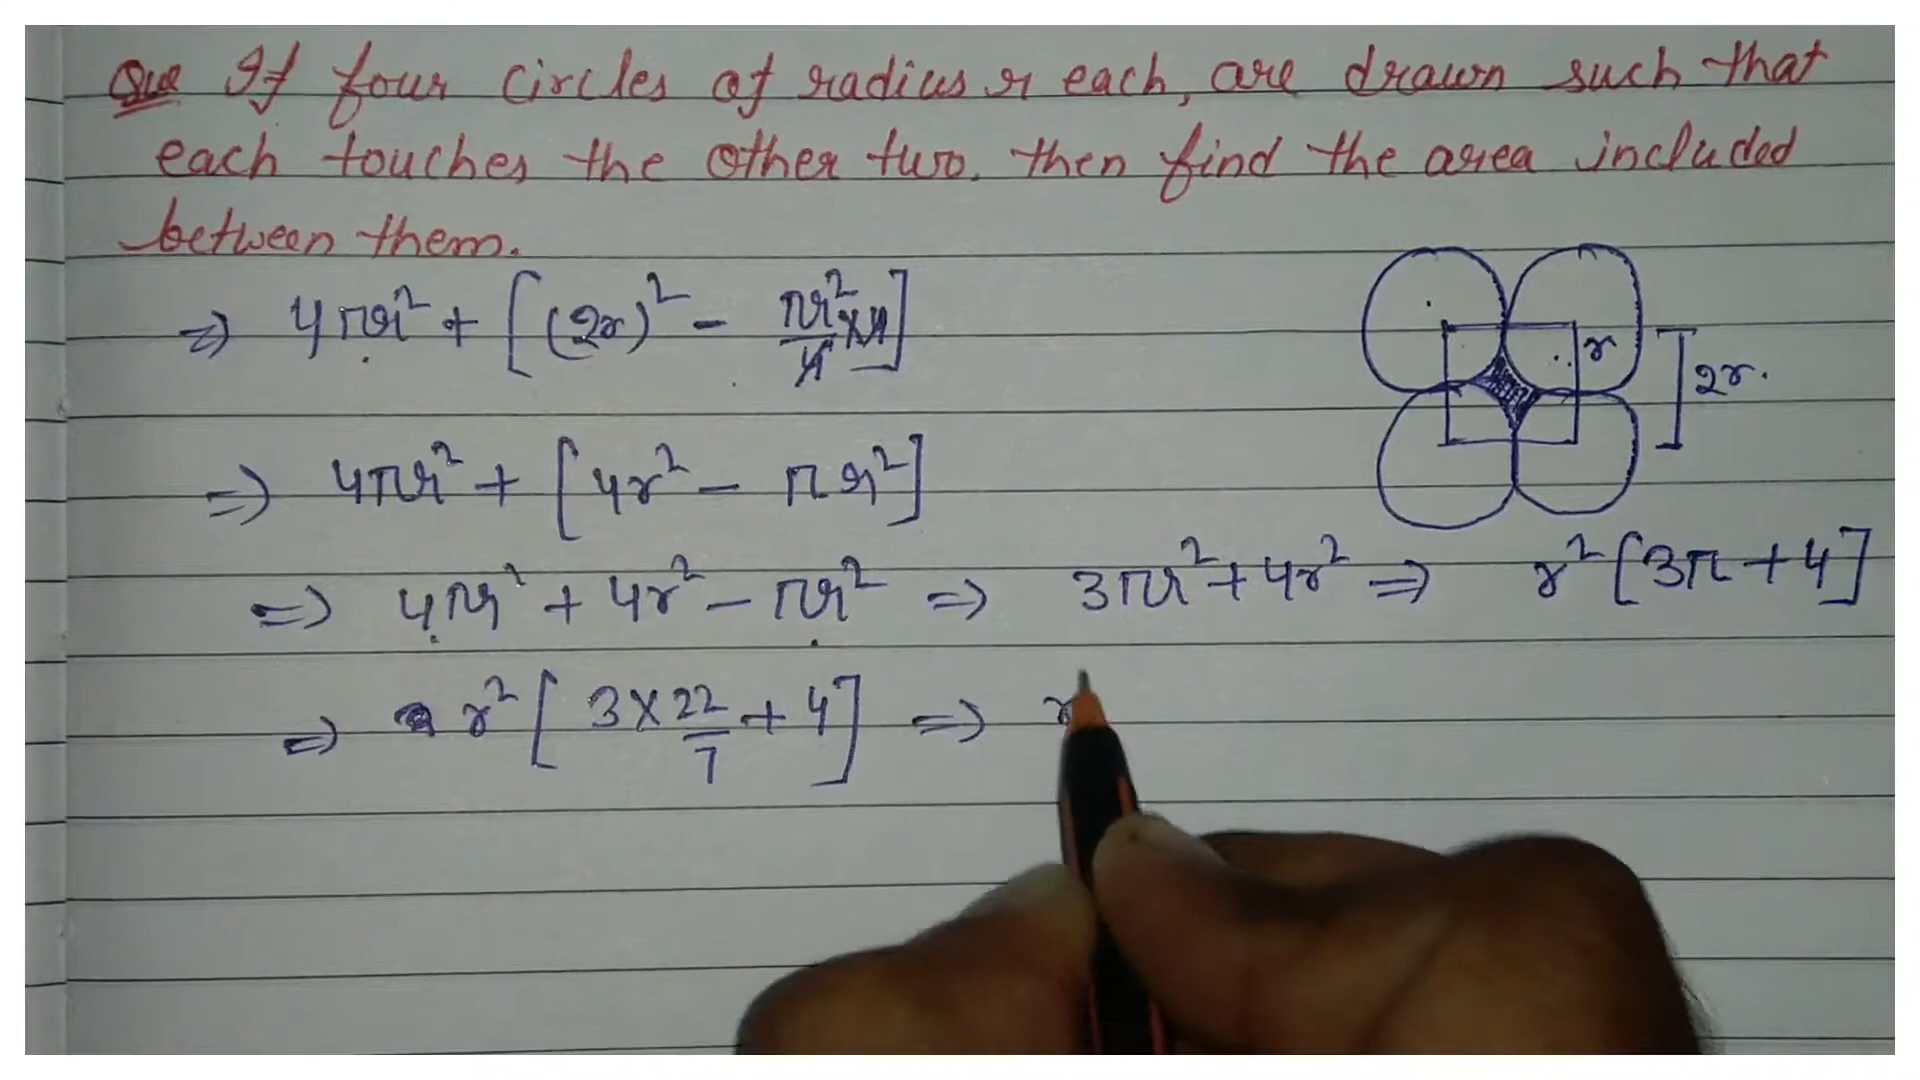 Que If four circles of radius r each, are drawn such that
each touches the other two. then find the area included
between them.
⇒ 4πr² + [(2r)² - πr²/4 × 4]
r
2r.
⇒ 4πr² + [4r² - πr²]
⇒ 4πr² + 4r² - πr² ⇒ 3πr² + 4r² ⇒ r² [3π + 4]
⇒ r² [3 × 22/7 + 4] ⇒ r